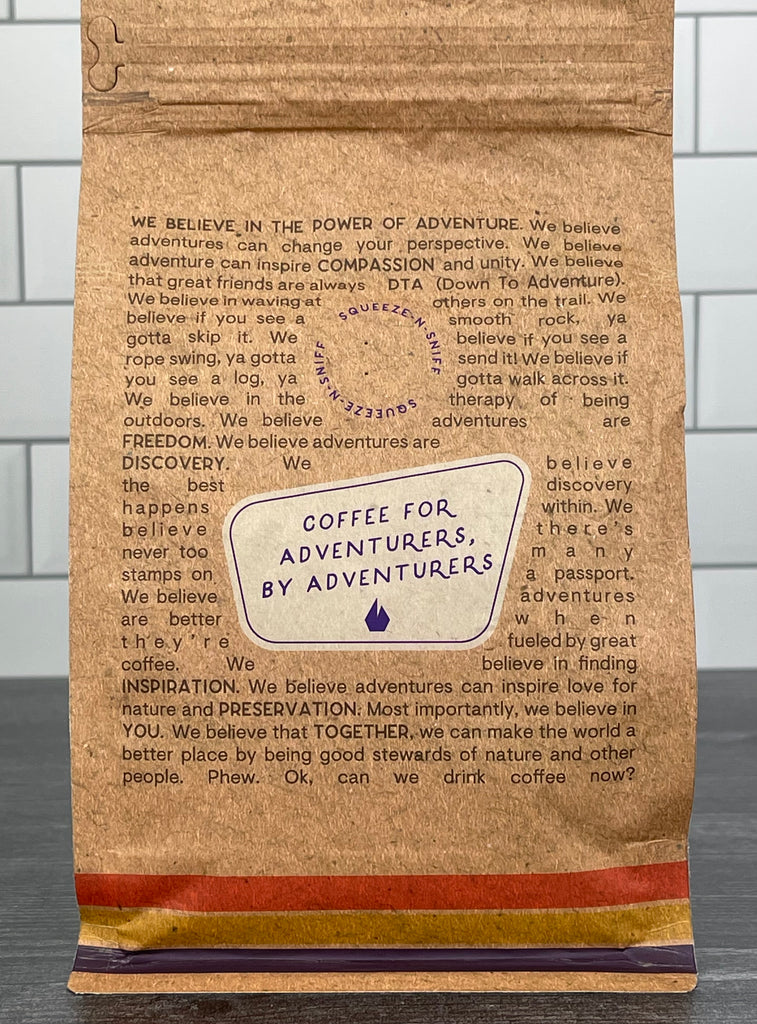 WE BELIEVE IN THE POWER OF ADVENTURE. We believe
adventures can change your perspective. We believe
adventure can inspire COMPASSION and unity. We believe
that great friends are always DTA (Down To Adventure).
We believe in waving at others on the trail. We
believe if you see a smooth rock, ya
gotta skip it. We believe if you see a
rope swing, ya gotta send it! We believe if
you see a log, ya gotta walk across it.
We believe in the therapy of being
outdoors. We believe adventures are
FREEDOM. We believe adventures are
DISCOVERY. We believe
the best discovery
happens within. We
believe there's
never too many
stamps on a passport.
We believe adventures
are better when
they're fueled by great
coffee. We believe in finding
INSPIRATION. We believe adventures can inspire love for
nature and PRESERVATION. Most importantly, we believe in
YOU. We believe that TOGETHER, we can make the world a
better place by being good stewards of nature and other
people. Phew. Ok, can we drink coffee now?
SQUEEZE-N-SNIFF
SQUEEZE-N-SNIFF
COFFEE FOR
ADVENTURERS,
BY ADVENTURERS